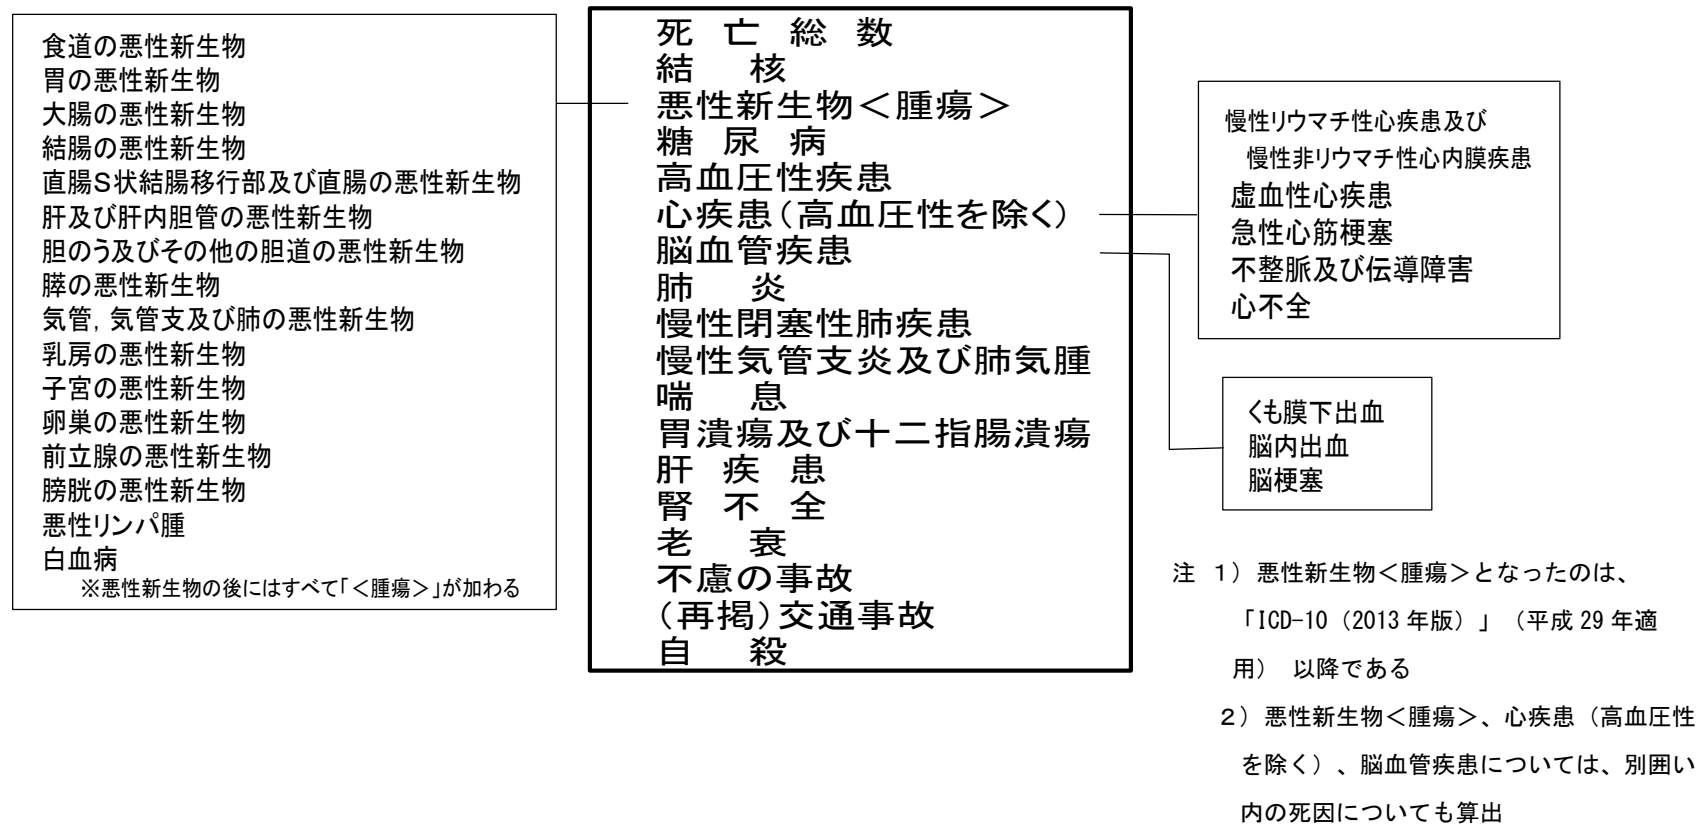 食道の悪性新生物
胃の悪性新生物
大腸の悪性新生物
結腸の悪性新生物
直腸S状結腸移行部及び直腸の悪性新生物
肝及び肝内胆管の悪性新生物
胆のう及びその他の胆道の悪性新生物
膵の悪性新生物
気管，気管支及び肺の悪性新生物
乳房の悪性新生物
子宮の悪性新生物
卵巣の悪性新生物
前立腺の悪性新生物
膀胱の悪性新生物
悪性リンパ腫
白血病
※悪性新生物の後にはすべて「＜腫瘍＞」が加わる
死　亡　総　数
結　　核
悪性新生物＜腫瘍＞
糖　尿　病
高血圧性疾患
心疾患（高血圧性を除く）
脳血管疾患
肺　　炎
慢性閉塞性肺疾患
慢性気管支炎及び肺気腫
喘　　息
胃潰瘍及び十二指腸潰瘍
肝　疾　患
腎　不　全
老　　衰
不慮の事故
（再掲）交通事故
自　　殺
慢性リウマチ性心疾患及び
慢性非リウマチ性心内膜疾患
虚血性心疾患
急性心筋梗塞
不整脈及び伝導障害
心不全
くも膜下出血
脳内出血
脳梗塞
注　1）悪性新生物＜腫瘍＞となったのは、
「ICD-10（2013年版）」（平成29年適
用）　以降である
2）悪性新生物＜腫瘍＞、心疾患（高血圧性
を除く）、脳血管疾患については、別囲い
内の死因についても算出